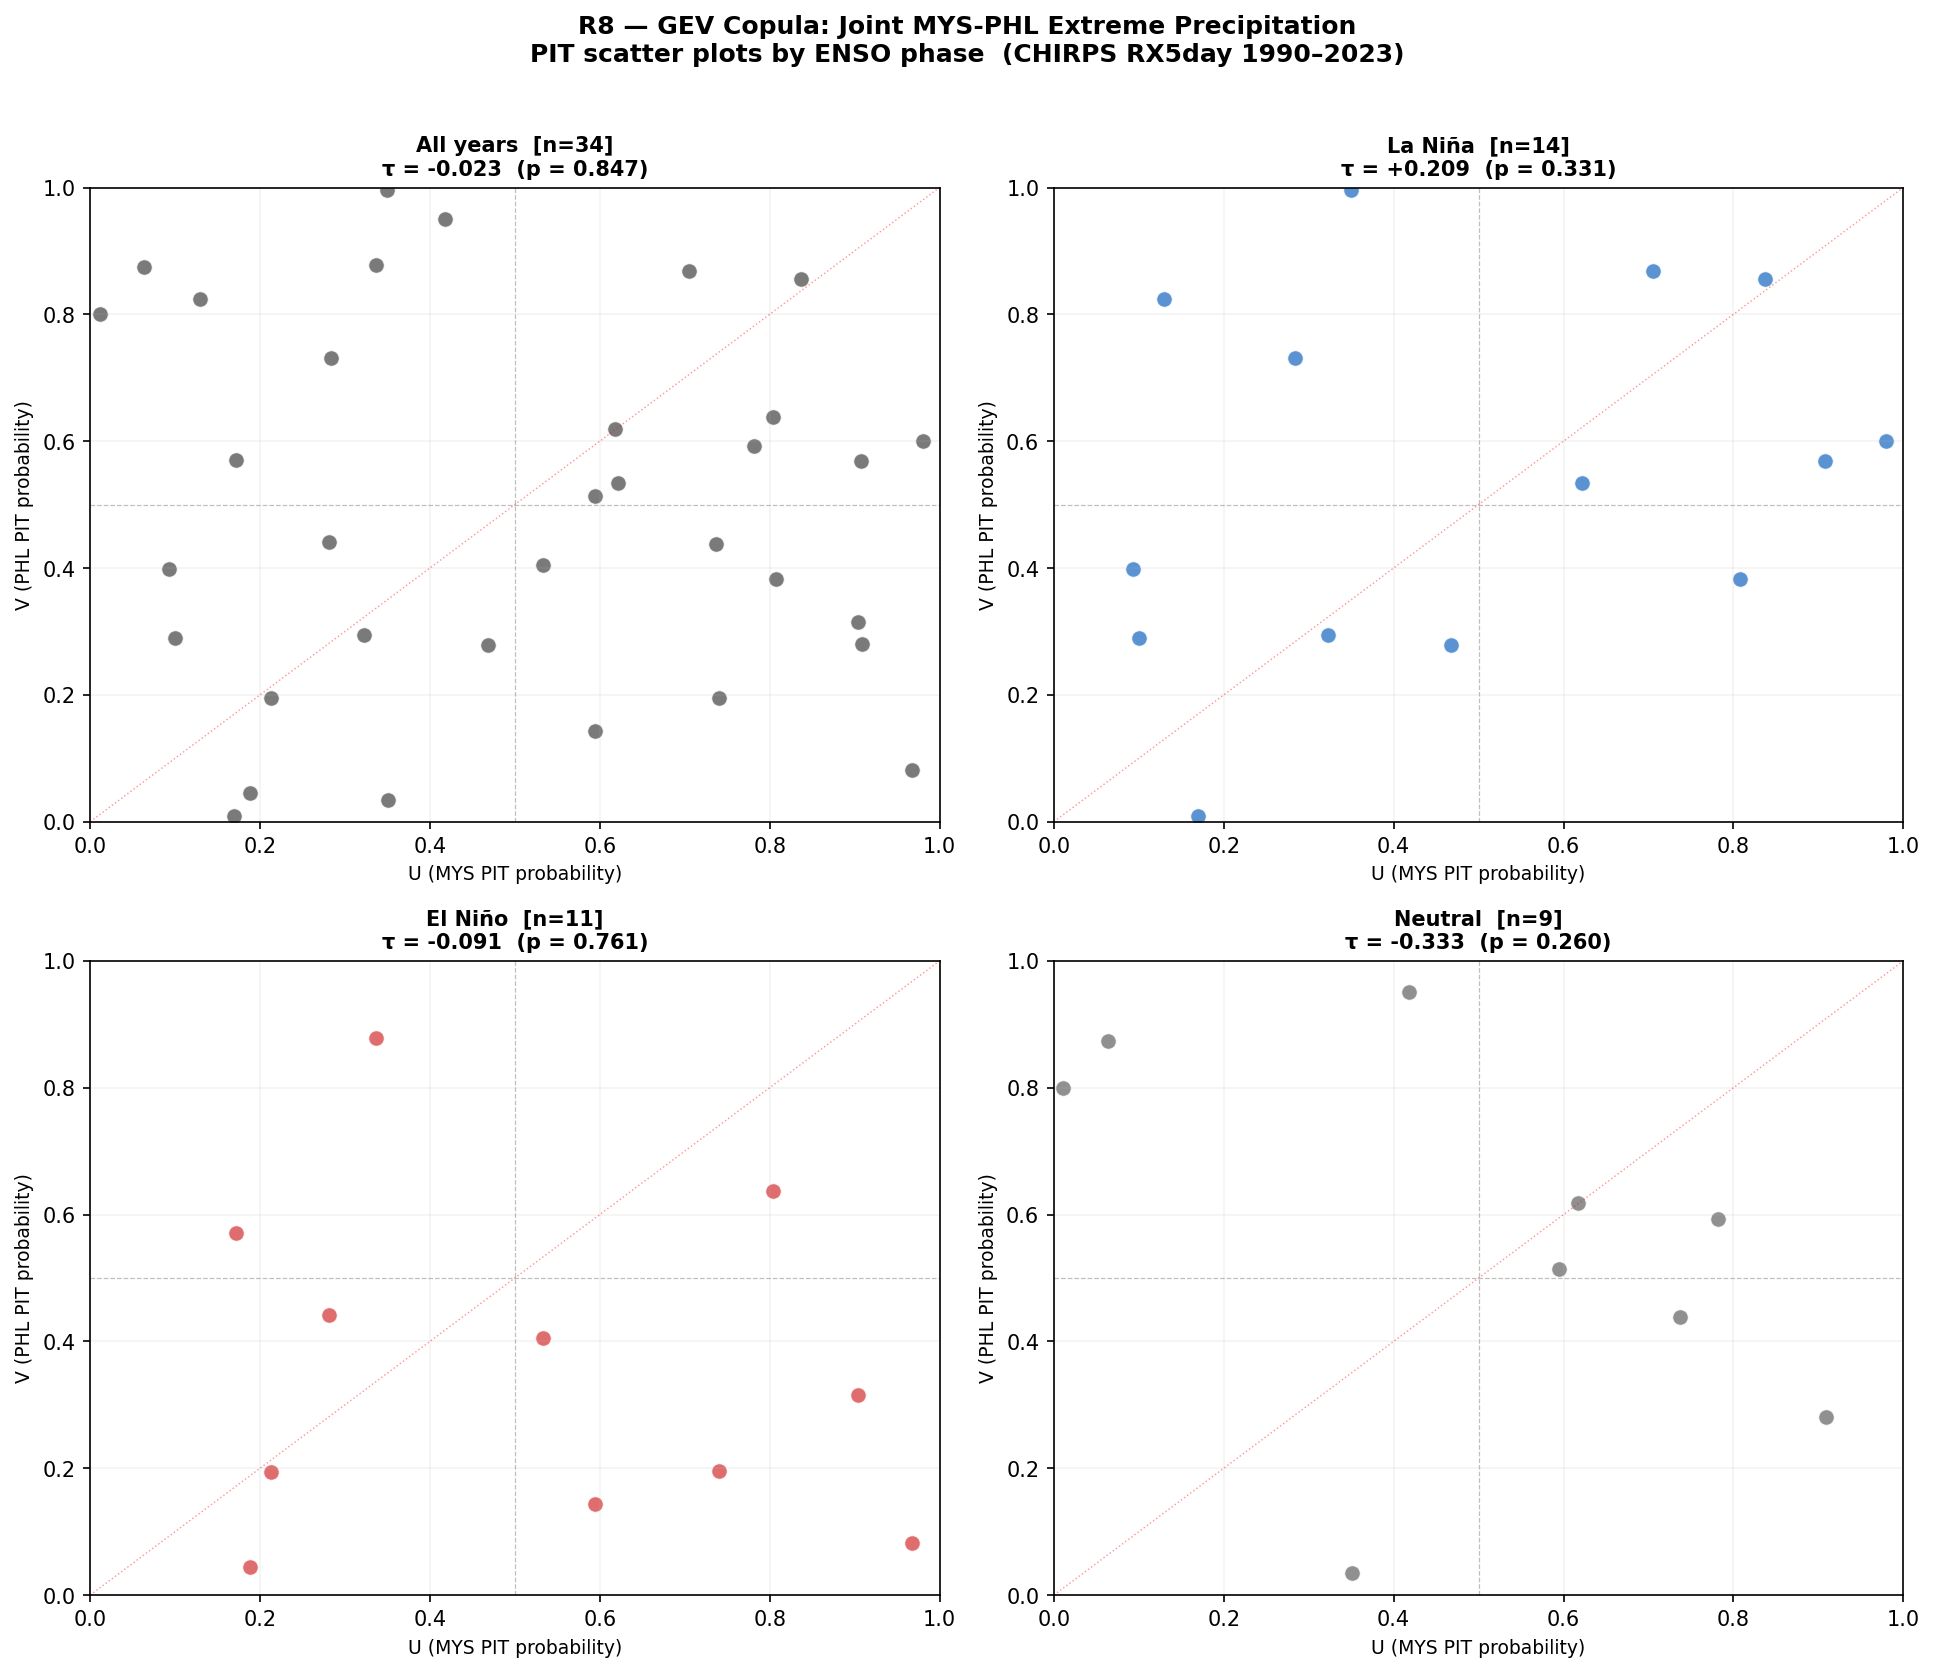 R8 — GEV Copula: Joint MYS-PHL Extreme Precipitation
PIT scatter plots by ENSO phase  (CHIRPS RX5day 1990–2023)
All years  [n=34]
τ = -0.023  (p = 0.847)
1.0
0.8
0.6
0.4
0.2
0.0
V (PHL PIT probability)
0.0 0.2 0.4 0.6 0.8 1.0
U (MYS PIT probability)
La Niña  [n=14]
τ = +0.209  (p = 0.331)
1.0
0.8
0.6
0.4
0.2
0.0
V (PHL PIT probability)
0.0 0.2 0.4 0.6 0.8 1.0
U (MYS PIT probability)
El Niño  [n=11]
τ = -0.091  (p = 0.761)
1.0
0.8
0.6
0.4
0.2
0.0
V (PHL PIT probability)
0.0 0.2 0.4 0.6 0.8 1.0
U (MYS PIT probability)
Neutral  [n=9]
τ = -0.333  (p = 0.260)
1.0
0.8
0.6
0.4
0.2
0.0
V (PHL PIT probability)
0.0 0.2 0.4 0.6 0.8 1.0
U (MYS PIT probability)